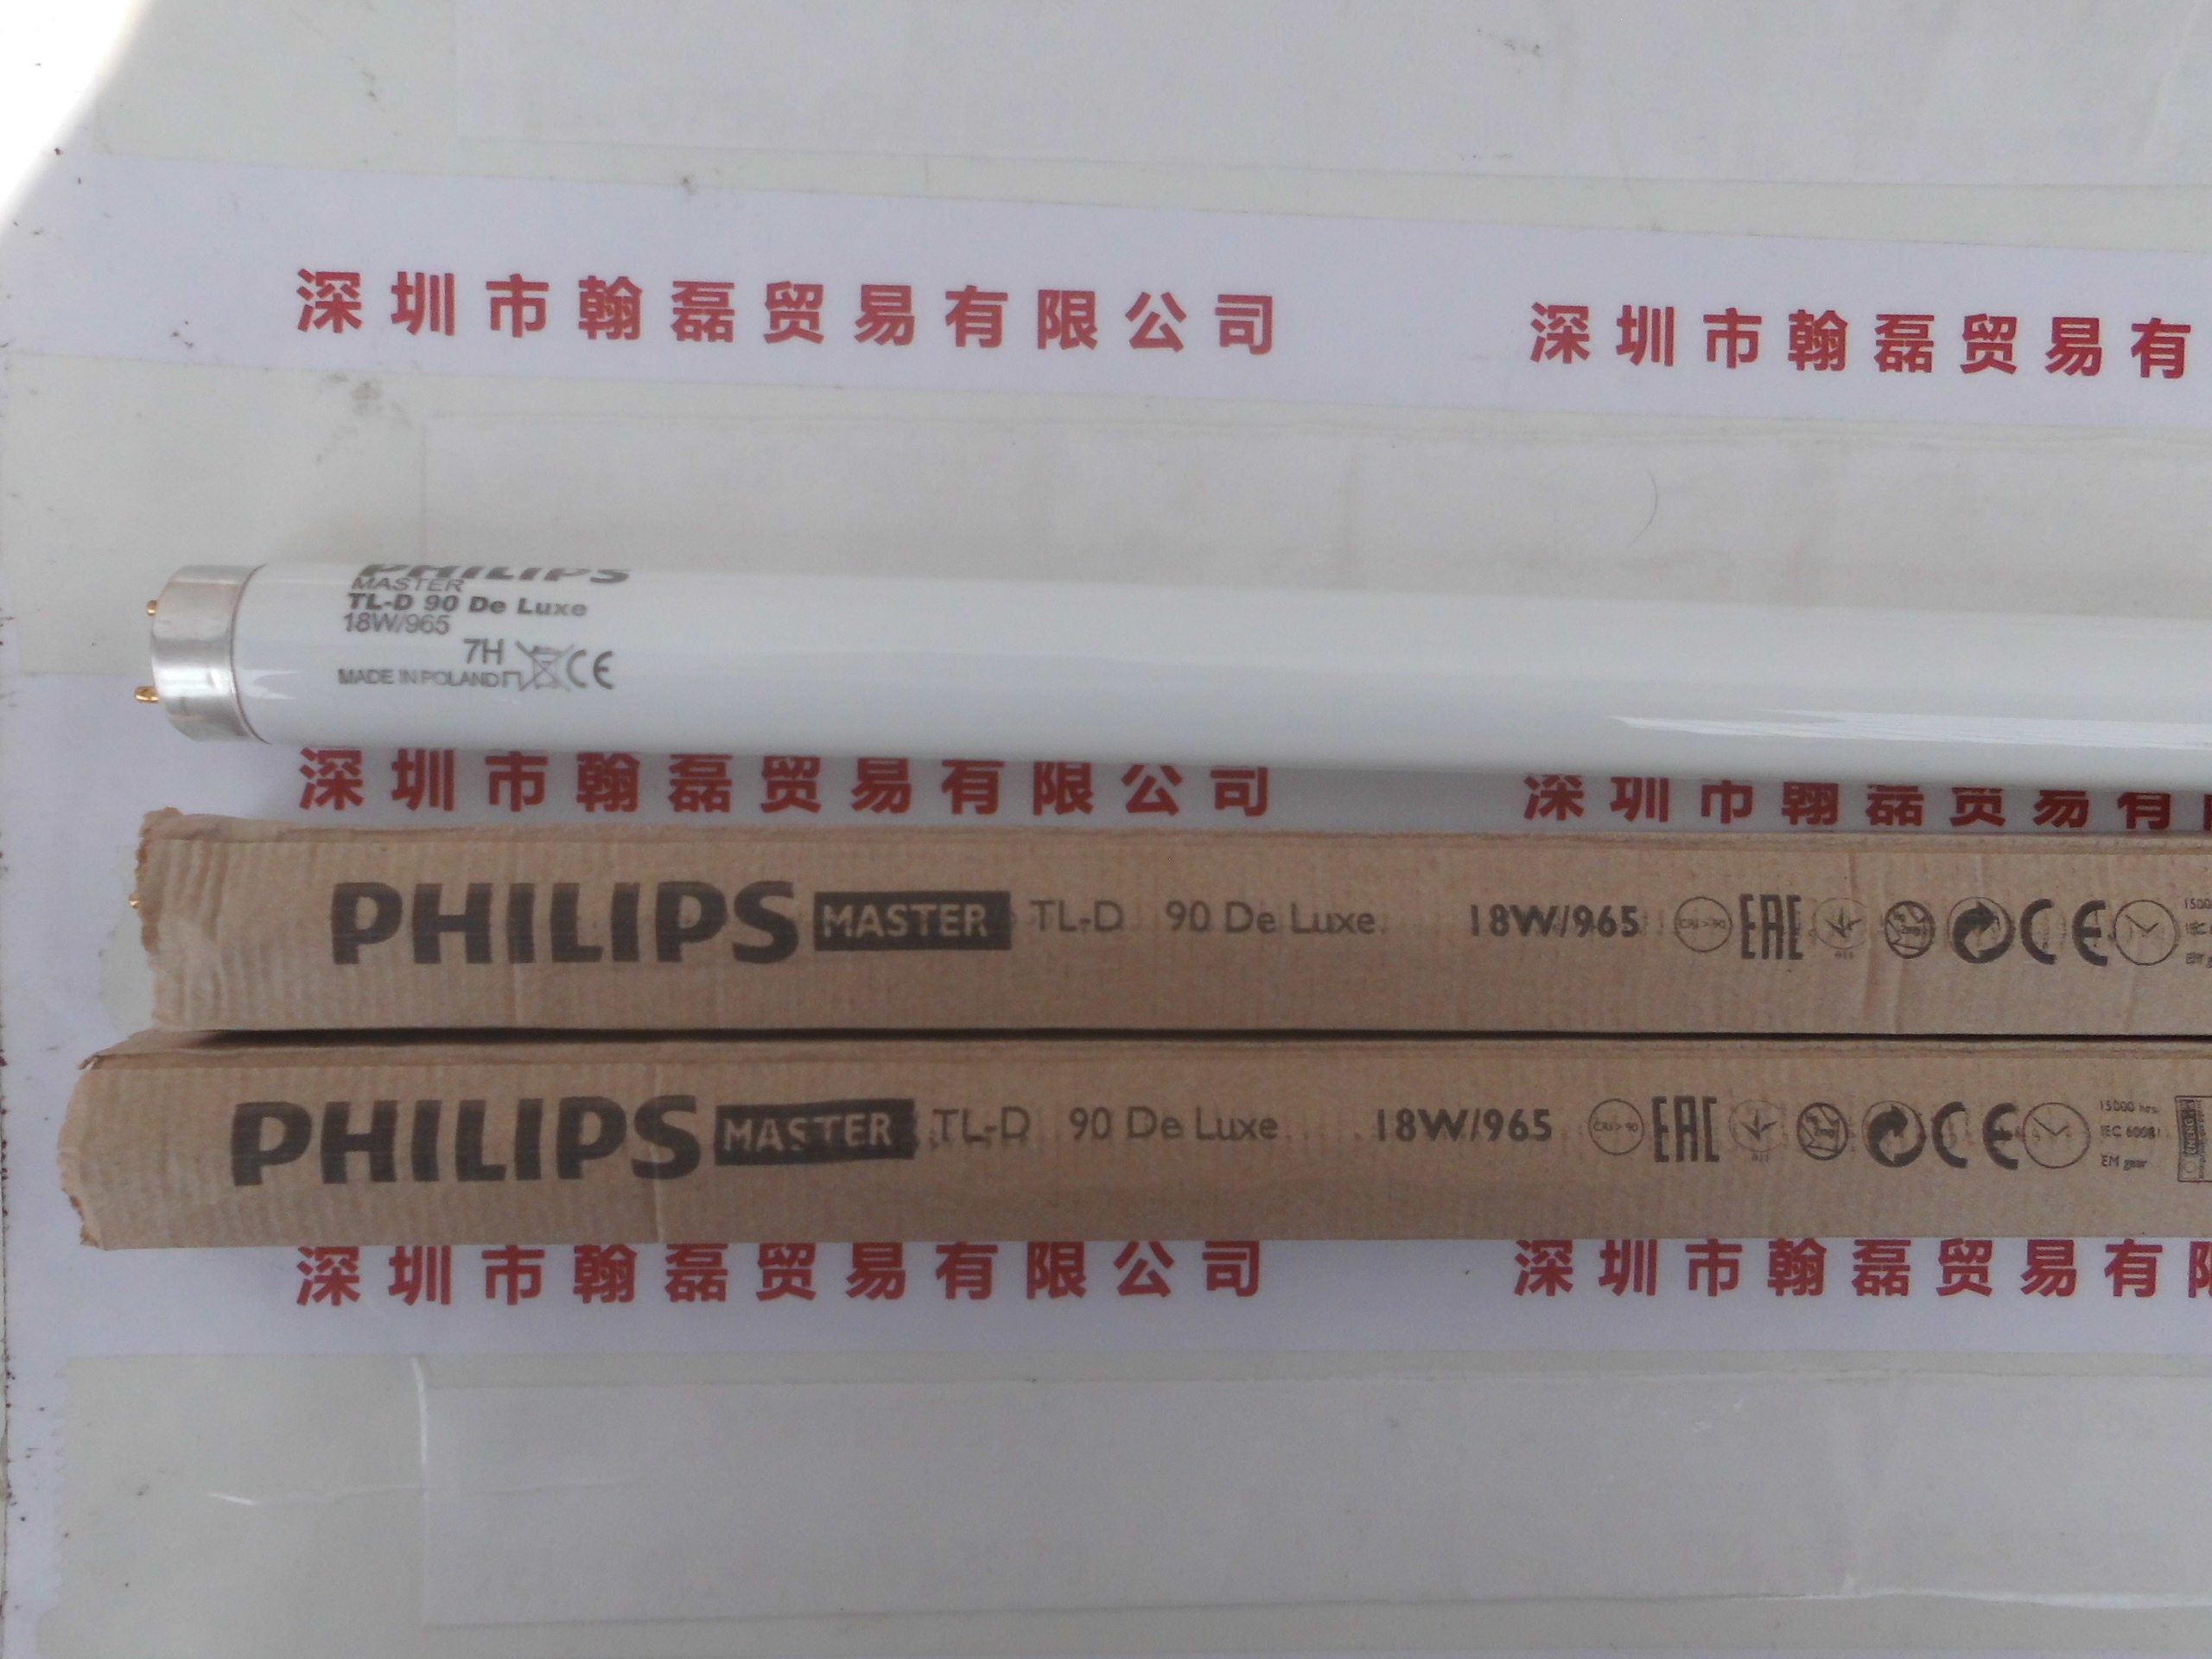 深圳市翰磊贸易有限公司 深圳市翰磊贸易有
PHILIPS
MASTER
TL-D 90 De Luxe
18W/965
7H
MADE IN POLAND CE
深圳市翰磊贸易有限公司 深圳市翰磊贸易有
PHILIPS MASTER TL-D 90 De Luxe 18W/965 CRI > 90 EAC CE
PHILIPS MASTER TL-D 90 De Luxe 18W/965 CRI > 90 EAC CE
15000 hrs.
IEC 60081
EM gear
深圳市翰磊贸易有限公司 深圳市翰磊贸易有